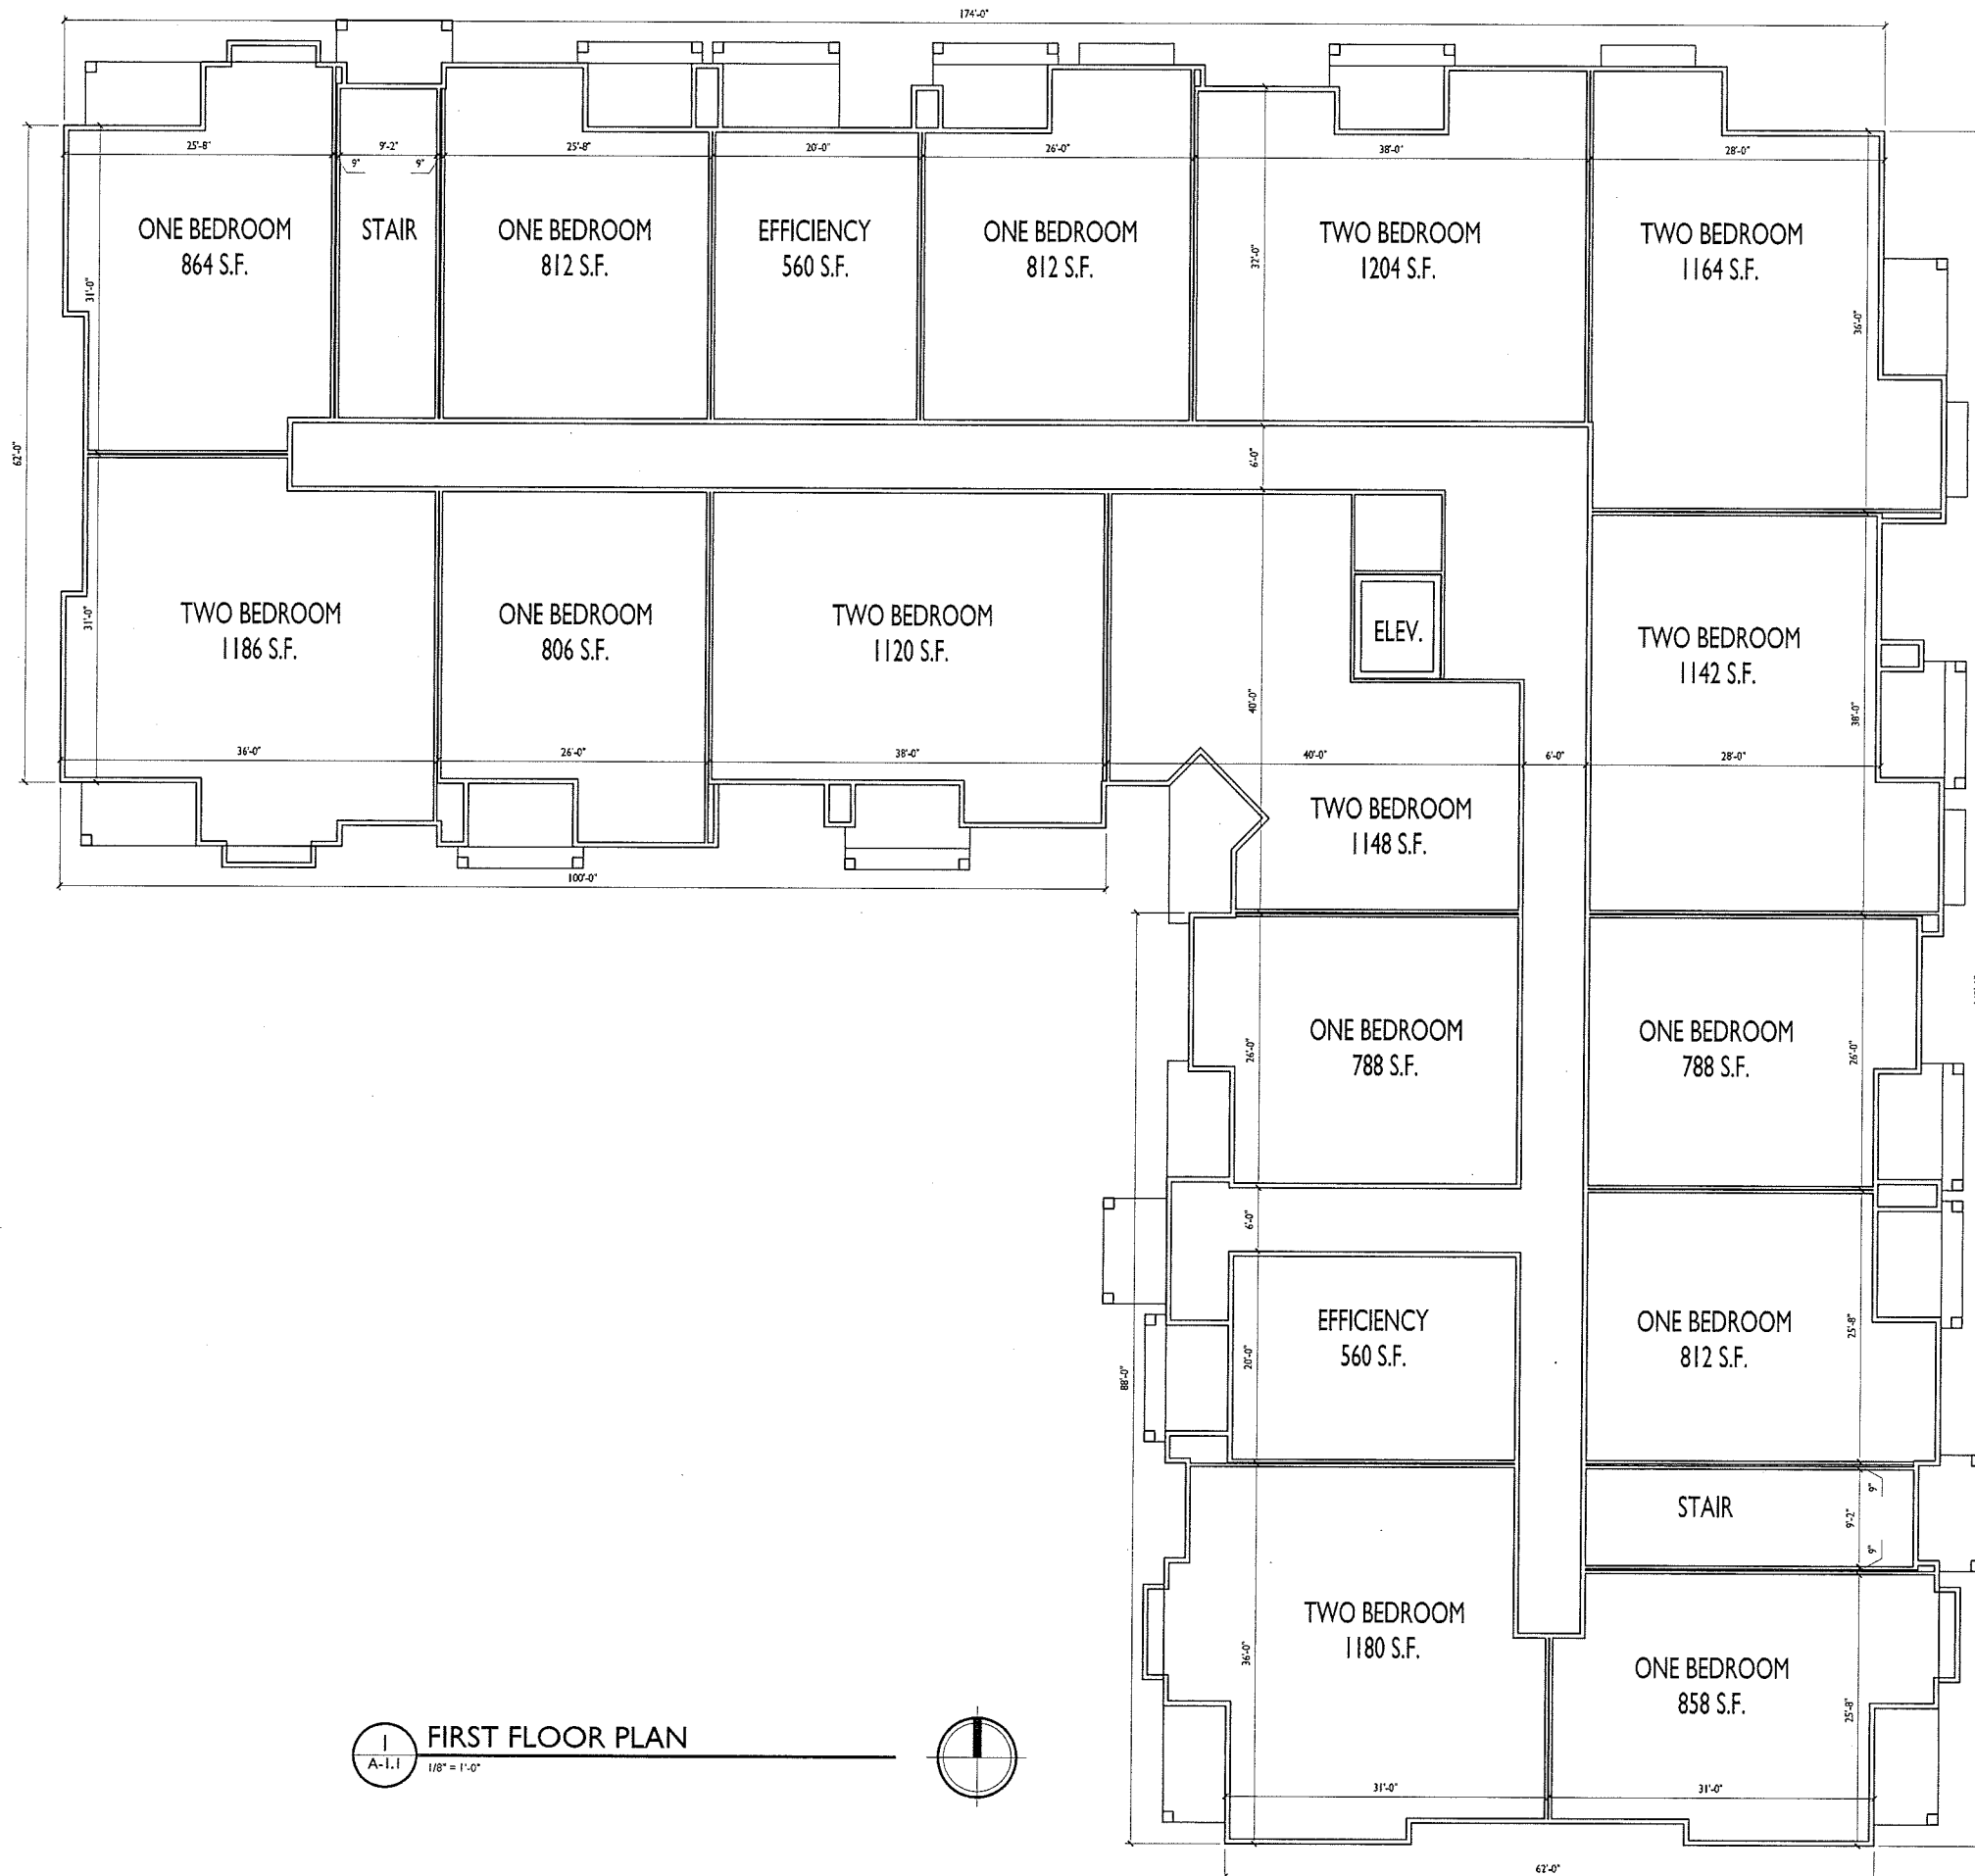 174'-0"
25'-8"
9'-2"
9"
9"
25'-8"
20'-0"
26'-0"
38'-0"
28'-0"
ONE BEDROOM
864 S.F.
STAIR
ONE BEDROOM
812 S.F.
EFFICIENCY
560 S.F.
ONE BEDROOM
812 S.F.
TWO BEDROOM
1204 S.F.
TWO BEDROOM
1164 S.F.
31'-0"
32'-0"
36'-0"
62'-0"
6'-0"
TWO BEDROOM
1186 S.F.
ONE BEDROOM
806 S.F.
TWO BEDROOM
1120 S.F.
ELEV.
TWO BEDROOM
1142 S.F.
31'-0"
40'-0"
38'-0"
36'-0"
26'-0"
38'-0"
40'-0"
6'-0"
28'-0"
TWO BEDROOM
1148 S.F.
100'-0"
ONE BEDROOM
788 S.F.
ONE BEDROOM
788 S.F.
26'-0"
26'-0"
6'-0"
EFFICIENCY
560 S.F.
ONE BEDROOM
812 S.F.
88'-0"
20'-0"
25'-8"
STAIR
9"
9'-2"
9"
TWO BEDROOM
1180 S.F.
36'-0"
ONE BEDROOM
858 S.F.
25'-8"
31'-0"
31'-0"
62'-0"
1
A-1.1
FIRST FLOOR PLAN
1/8" = 1'-0"